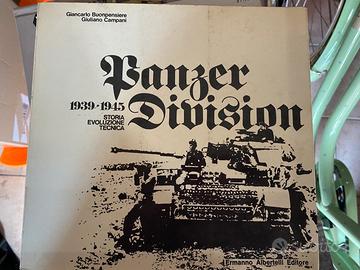 Giancarlo Buonpensiere
Giuliano Campani
Panzer
1939-1945
Division
STORIA
EVOLUZIONE
TECNICA
Ermanno Albertelli Editore